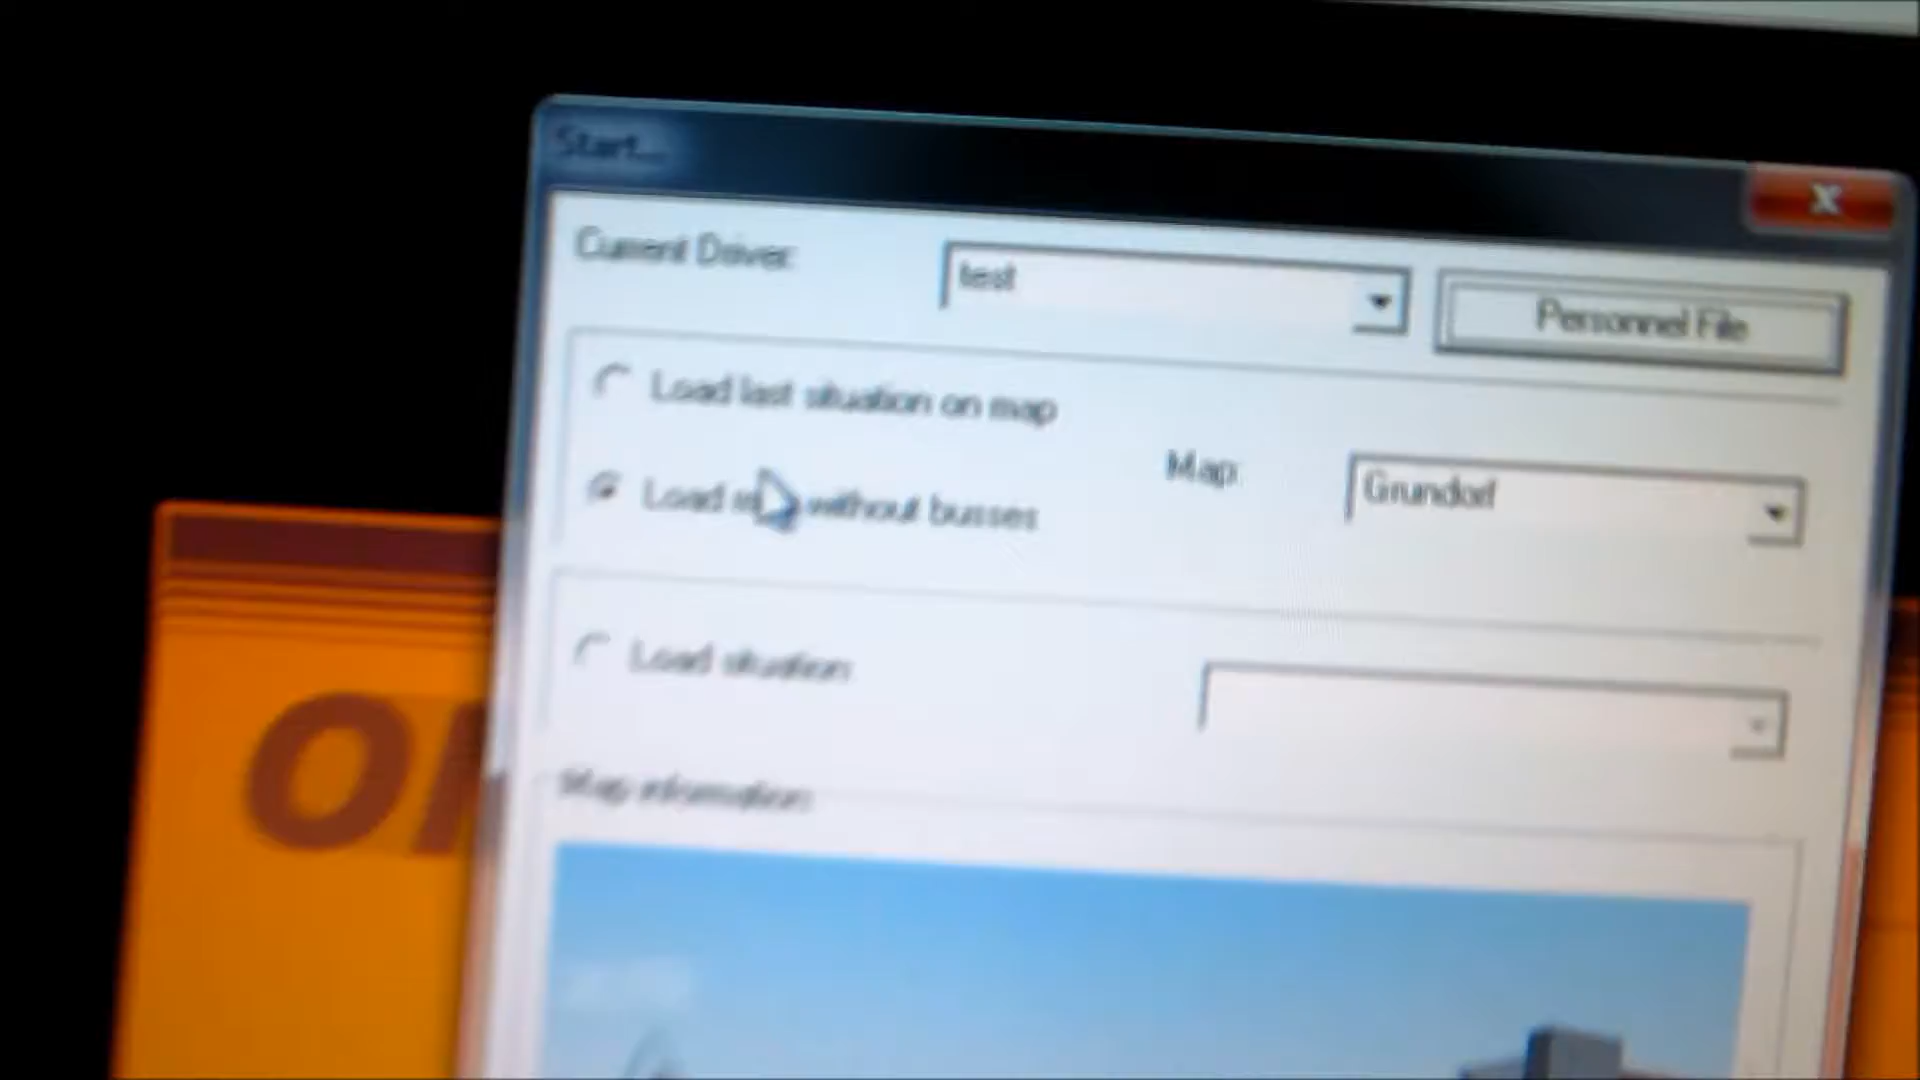 Start...
Current Driver:
test
Personnel File
Load last situation on map
Load without busses
Map:
Grundorf
Load situation:
Map information: